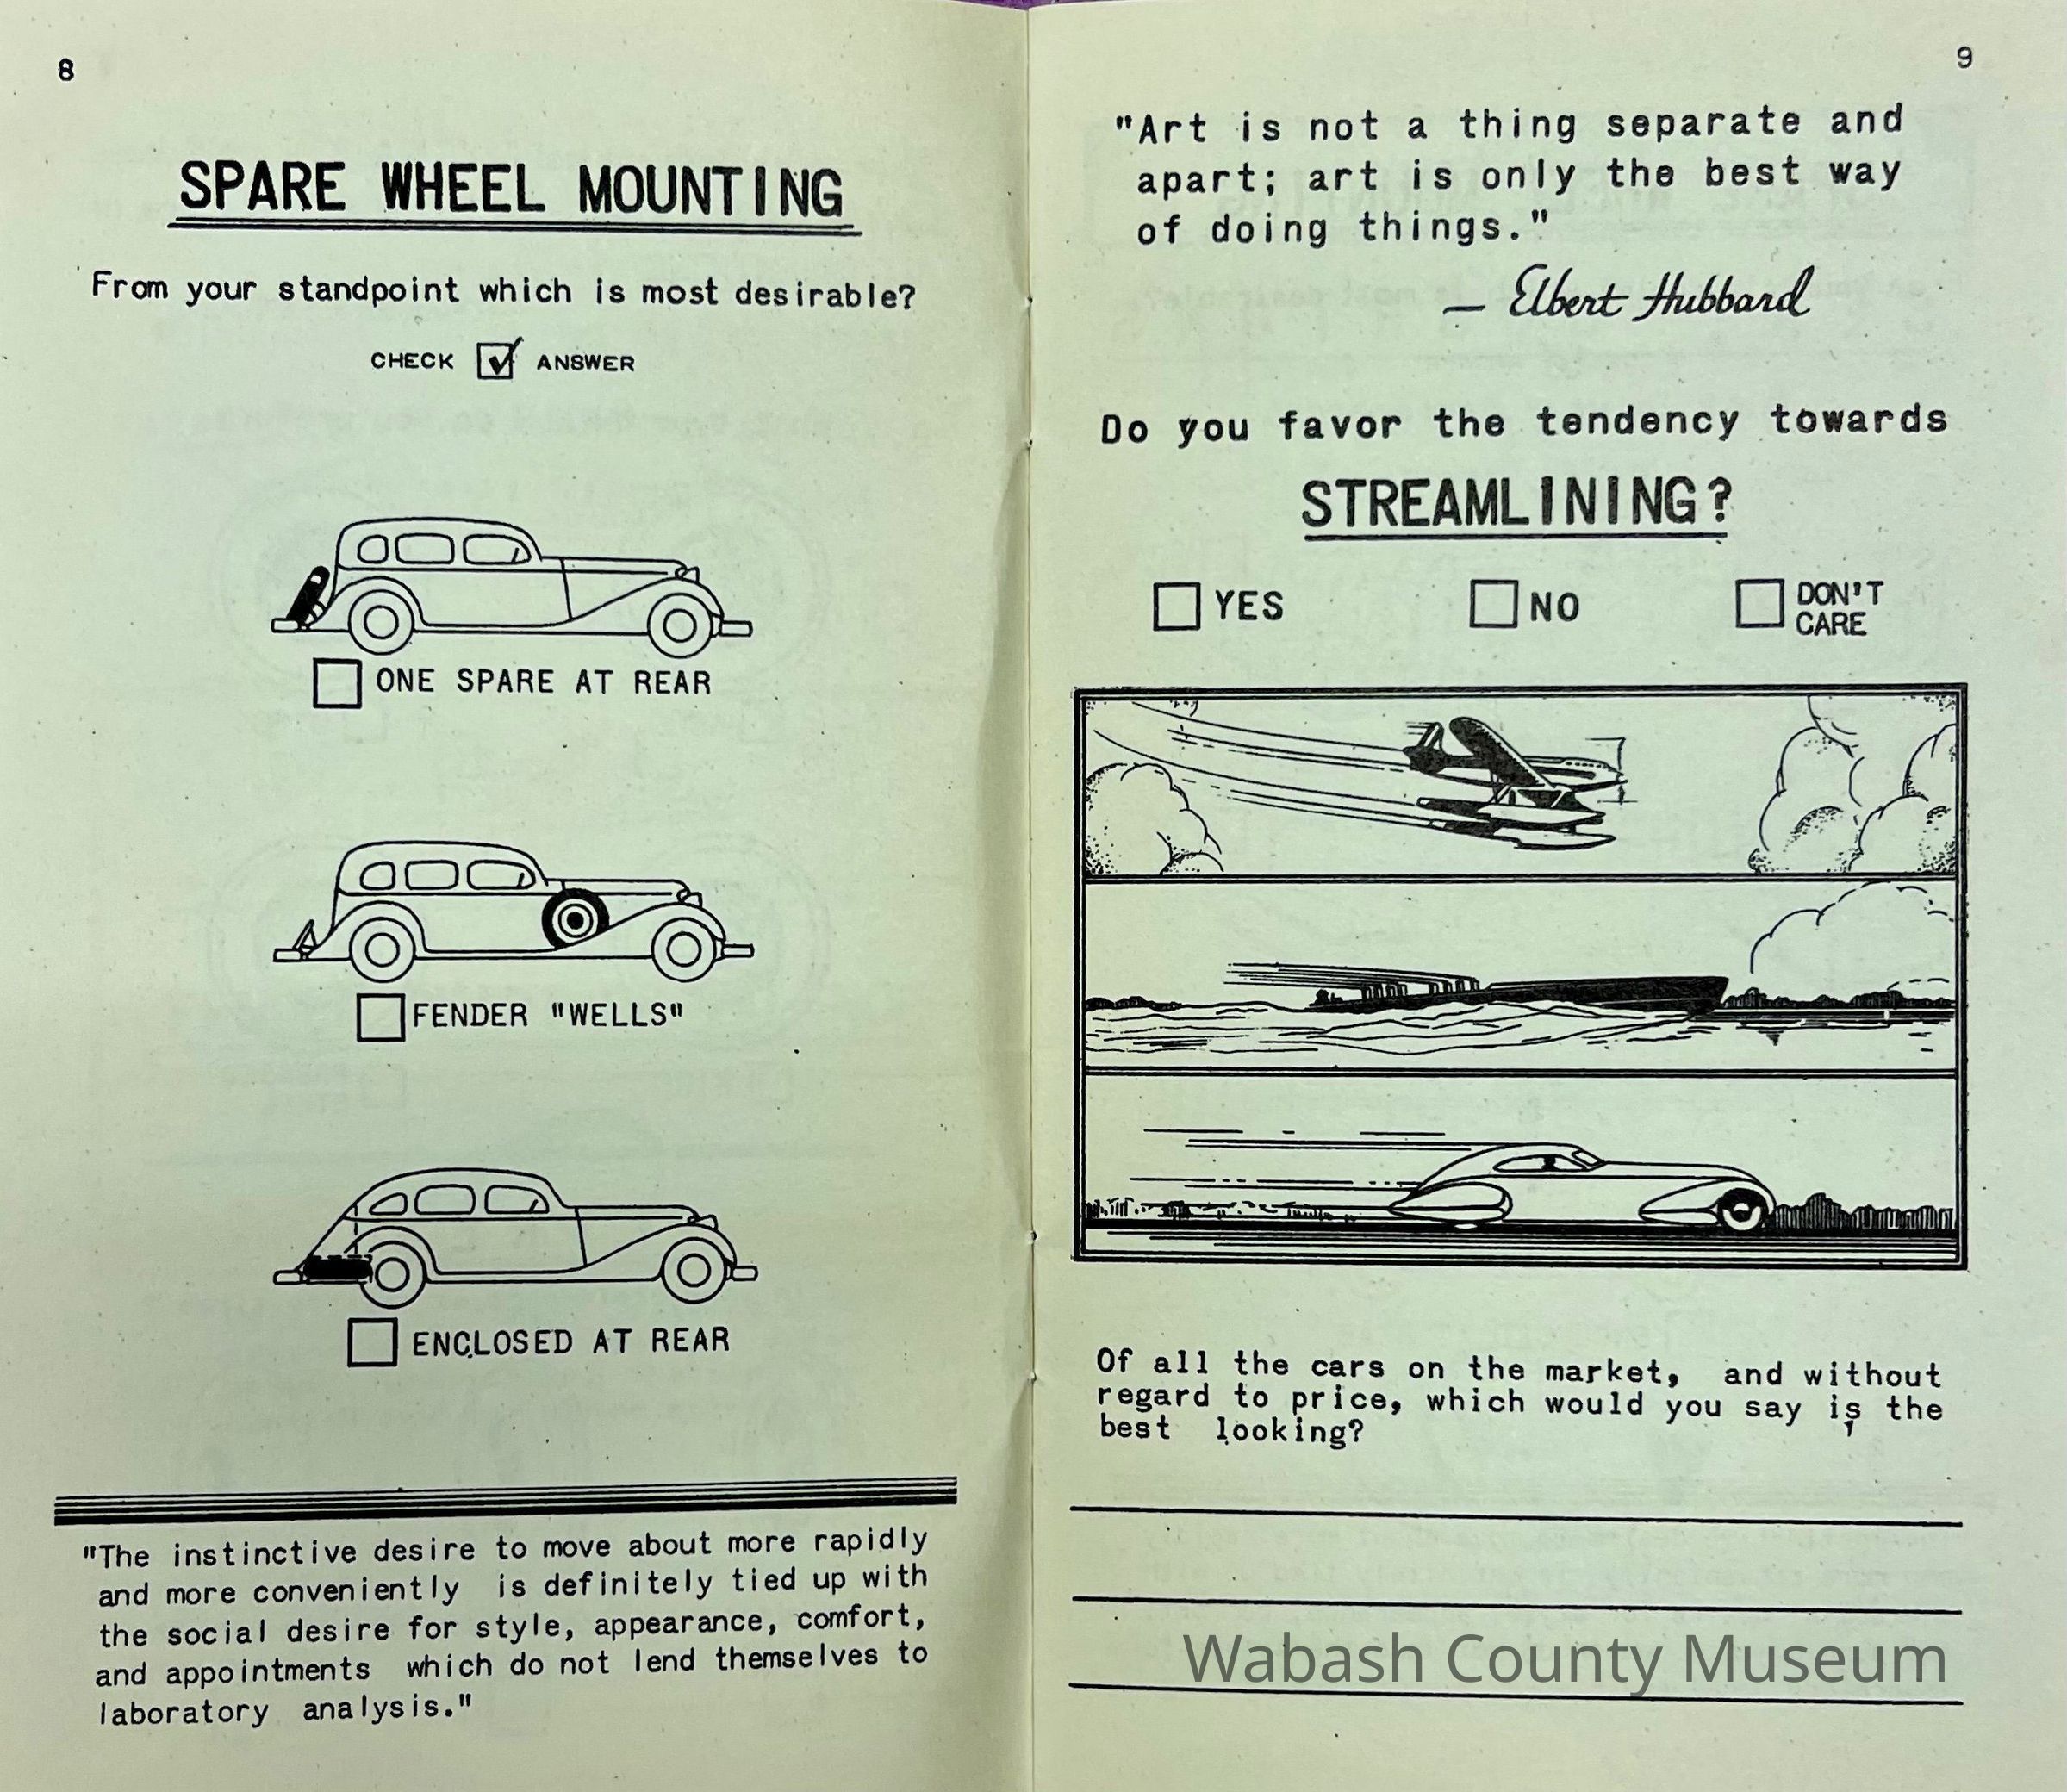 8
SPARE WHEEL MOUNTING
From your standpoint which is most desirable?
CHECK ☑ ANSWER
ONE SPARE AT REAR
FENDER "WELLS"
ENCLOSED AT REAR
"The instinctive desire to move about more rapidly
and more conveniently is definitely tied up with
the social desire for style, appearance, comfort,
and appointments which do not lend themselves to
laboratory analysis."
9
"Art is not a thing separate and
apart; art is only the best way
of doing things."
— Elbert Hubbard
Do you favor the tendency towards
STREAMLINING?
YES NO DON'T CARE
Of all the cars on the market, and without
regard to price, which would you say is the
best looking?
Wabash County Museum